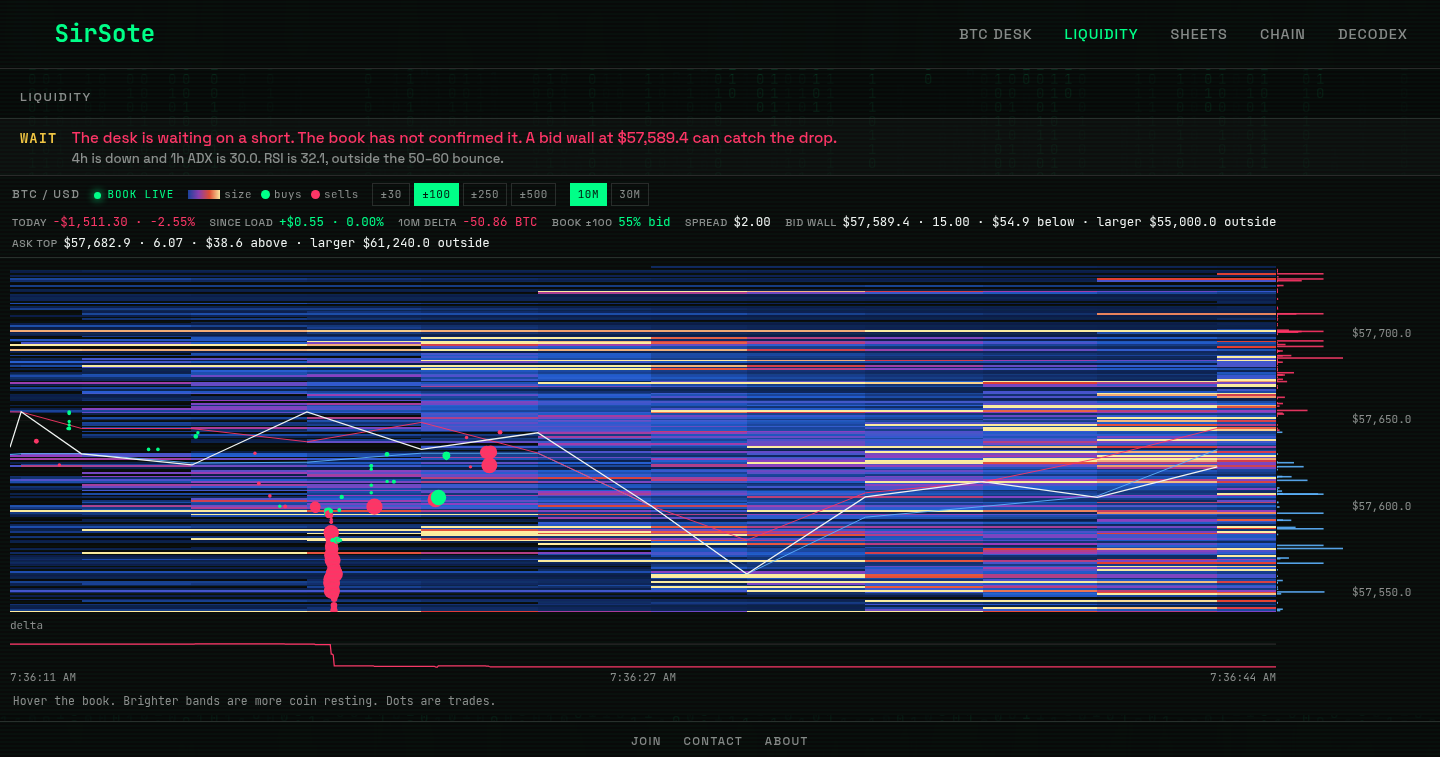 SirSote
BTC DESK LIQUIDITY SHEETS CHAIN DECODEX
LIQUIDITY
WAIT The desk is waiting on a short. The book has not confirmed it. A bid wall at $57,589.4 can catch the drop.
4h is down and 1h ADX is 30.0. RSI is 32.1, outside the 50–60 bounce.
BTC / USD BOOK LIVE size buys sells ±30 ±100 ±250 ±500 10M 30M
TODAY -$1,511.30 · -2.55% SINCE LOAD +$0.55 · 0.00% 10M DELTA -50.86 BTC BOOK ±100 55% bid SPREAD $2.00 BID WALL $57,589.4 · 15.00 · $54.9 below · larger $55,000.0 outside
ASK TOP $57,682.9 · 6.07 · $38.6 above · larger $61,240.0 outside
$57,700.0
$57,650.0
$57,600.0
$57,550.0
delta
7:36:11 AM 7:36:27 AM 7:36:44 AM
Hover the book. Brighter bands are more coin resting. Dots are trades.
JOIN CONTACT ABOUT